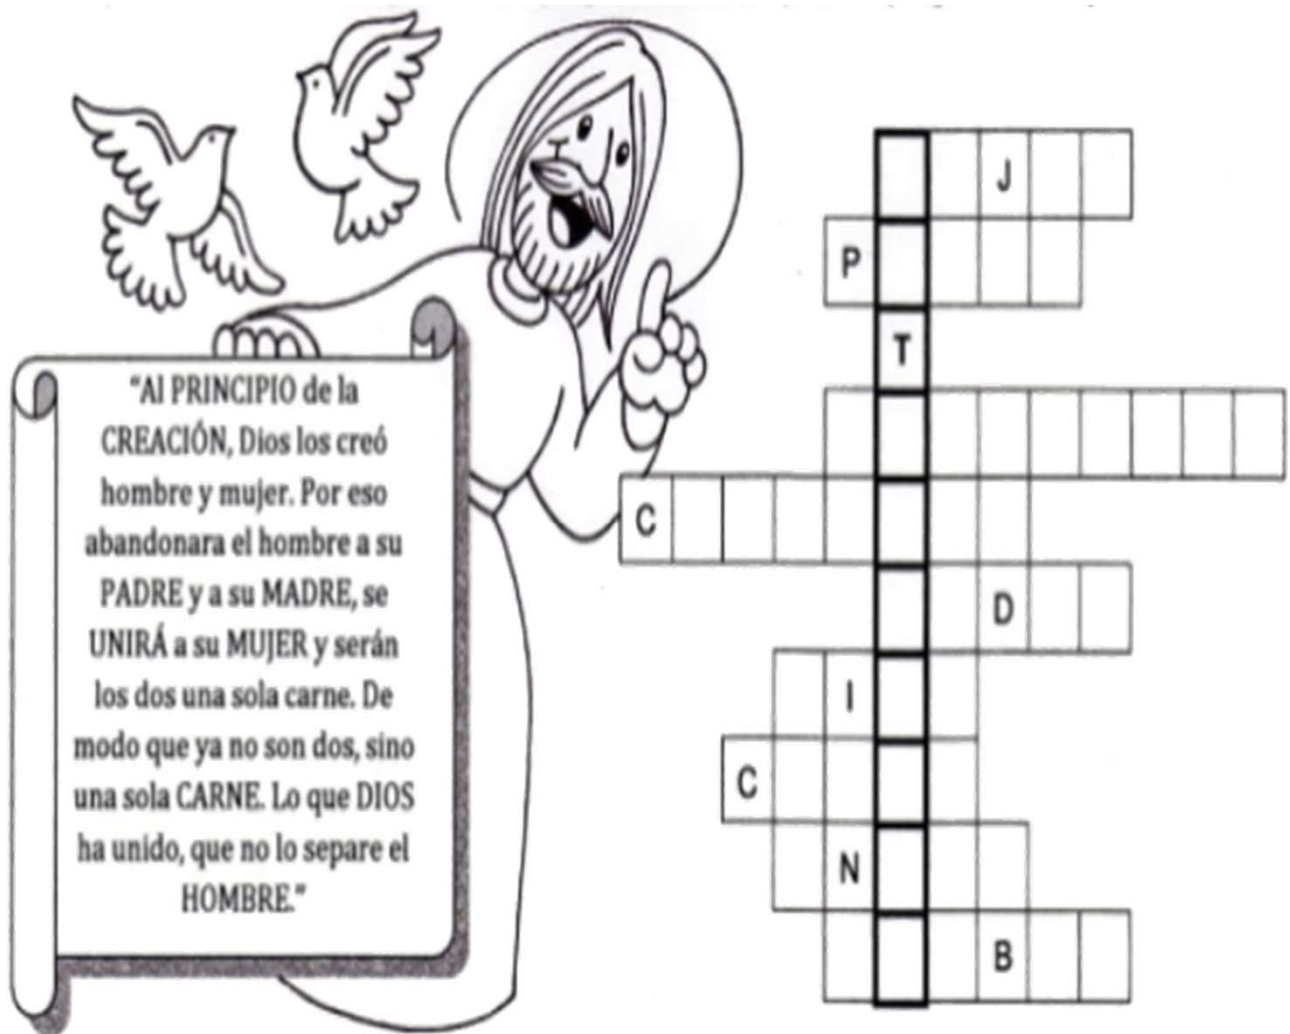 “Al PRINCIPIO de la
CREACIÓN, Dios los creó
hombre y mujer. Por eso
abandonara el hombre a su
PADRE y a su MADRE, se
UNIRÁ a su MUJER y serán
los dos una sola carne. De
modo que ya no son dos, sino
una sola CARNE. Lo que DIOS
ha unido, que no lo separe el
HOMBRE.”
J
P
T
C
D
I
C
N
B